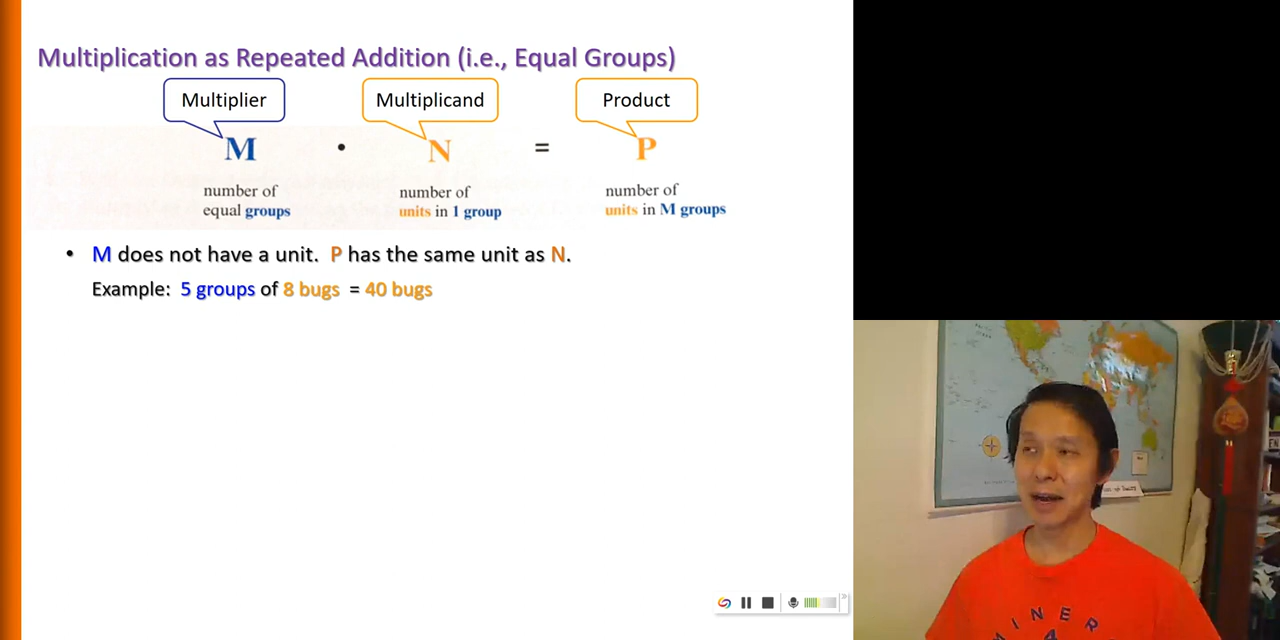 Multiplication as Repeated Addition (i.e., Equal Groups)
Multiplier Multiplicand Product
M • N = P
number of equal groups
number of units in 1 group
number of units in M groups
• M does not have a unit. P has the same unit as N.
Example: 5 groups of 8 bugs = 40 bugs
MINER